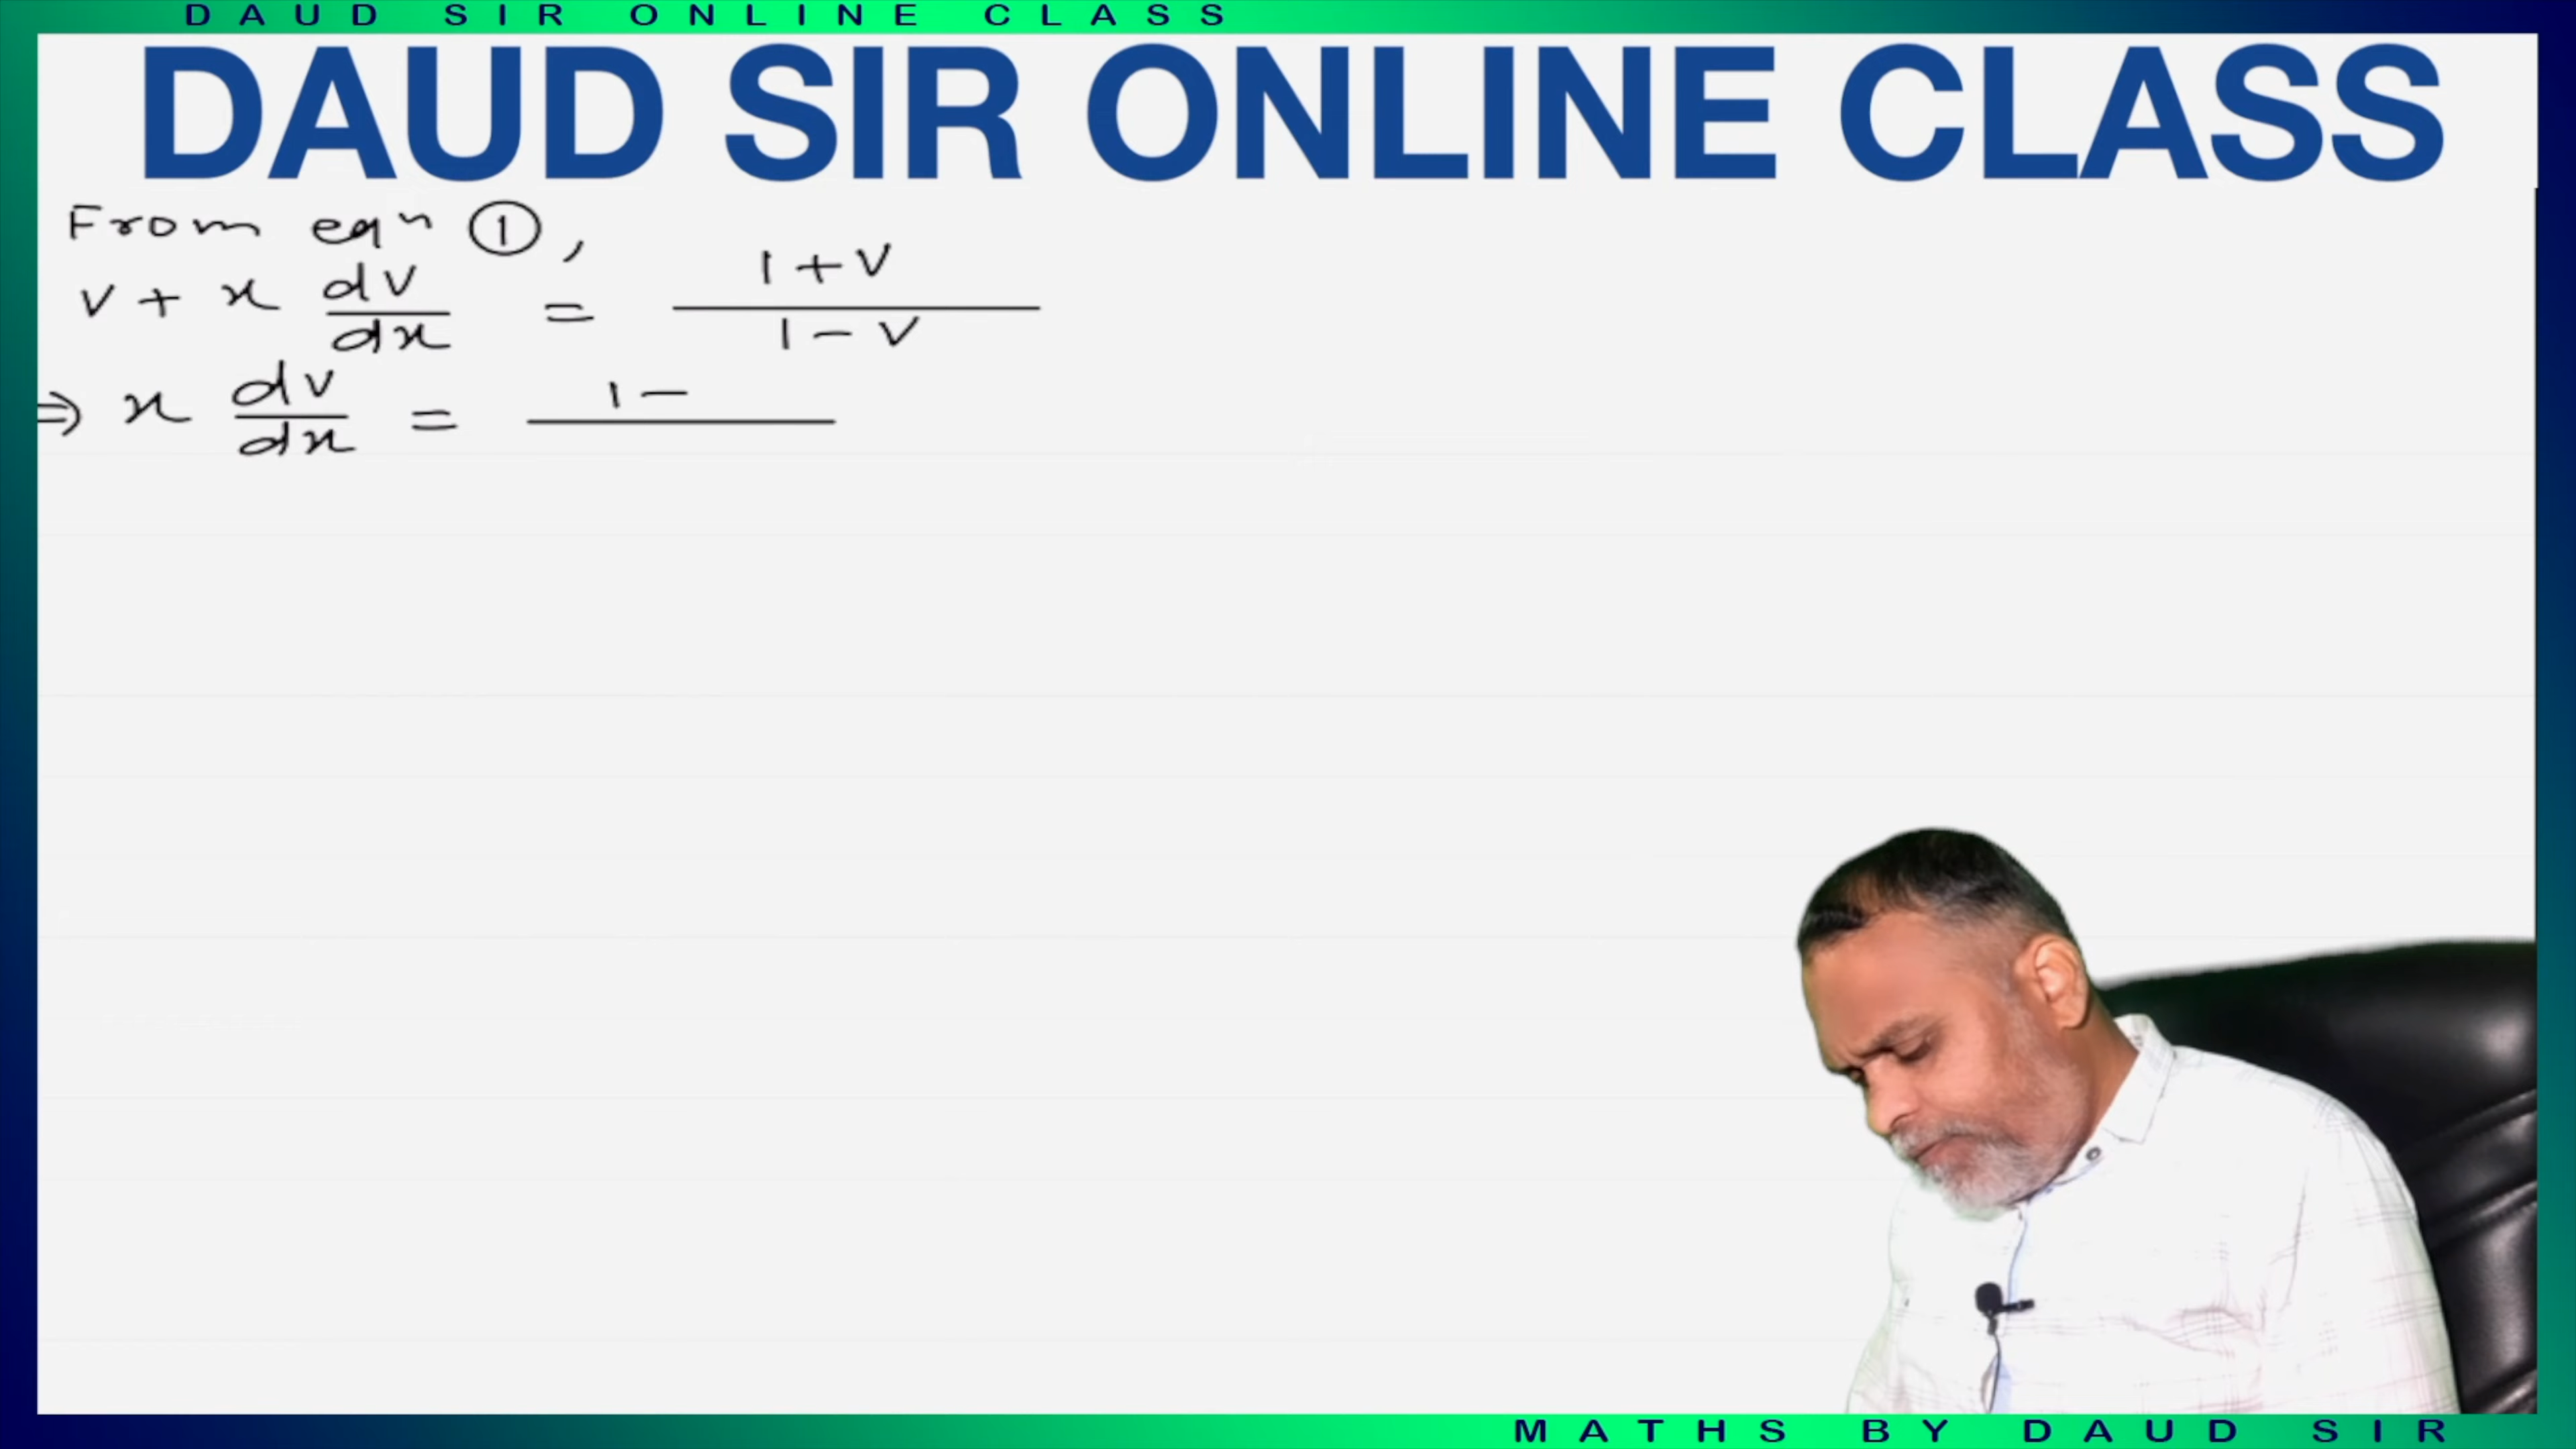 DAUD SIR ONLINE CLASS
DAUD SIR ONLINE CLASS
From eqn ①,
v + x dv/dx = 1+v/1-v
⇒ x dv/dx = 1-
MATHS BY DAUD SIR